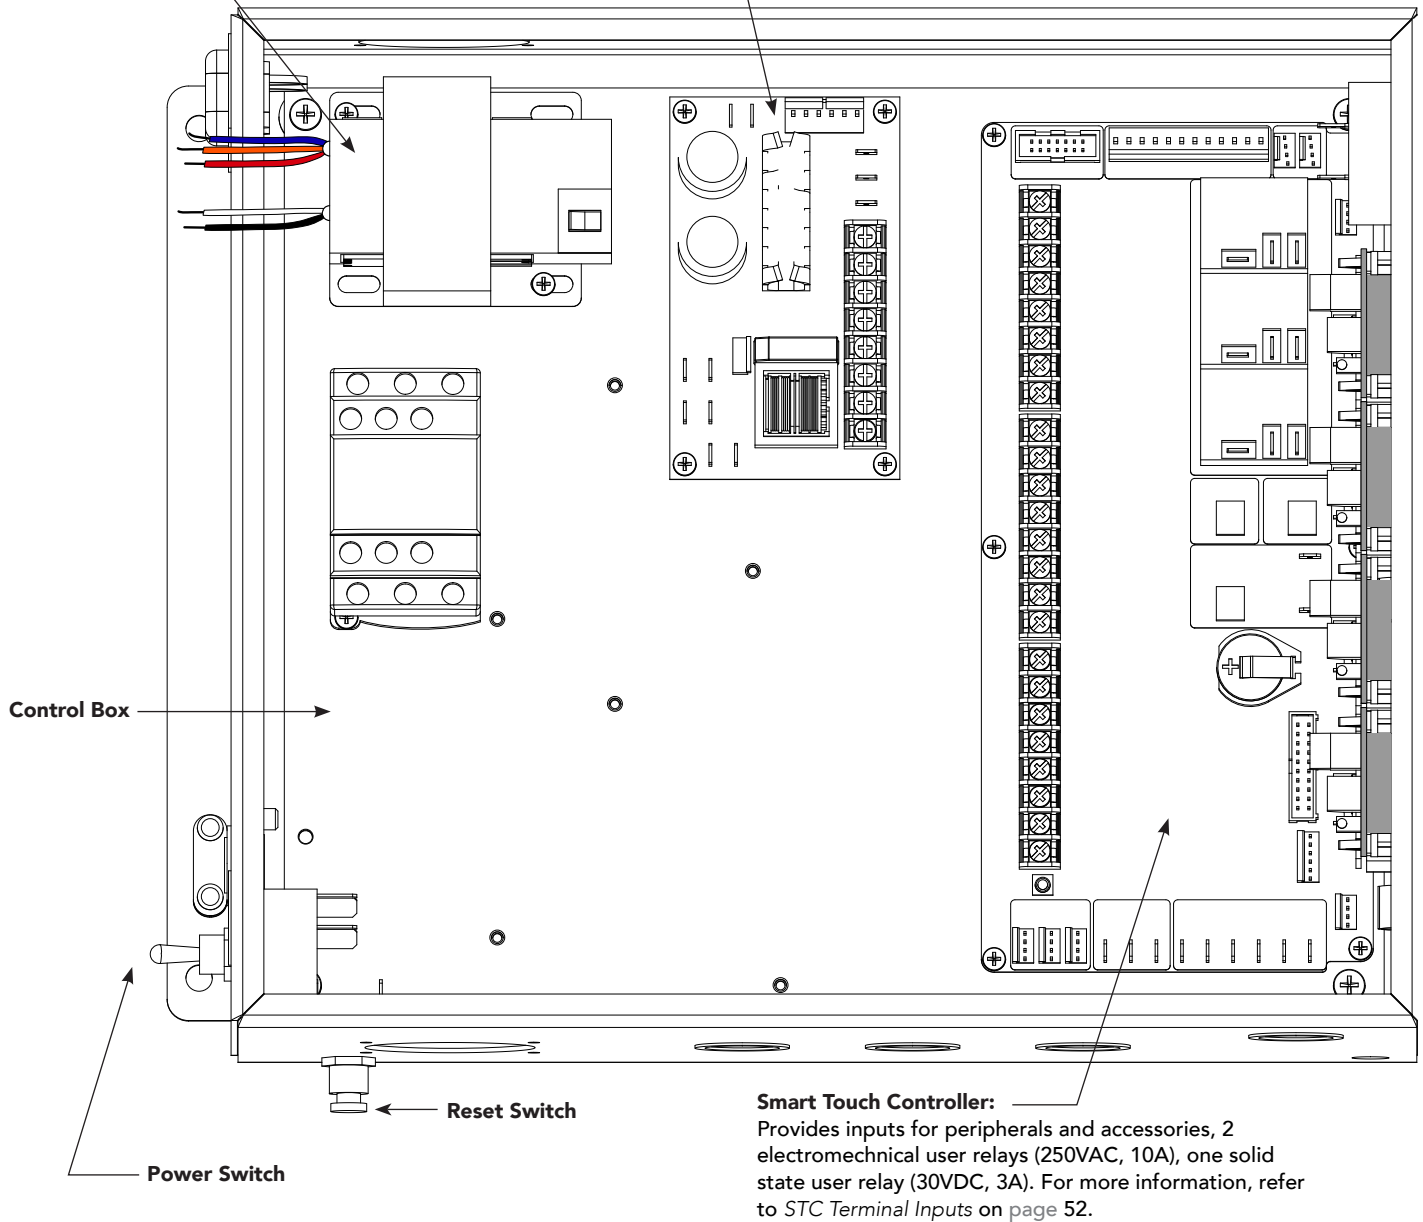 Control Box
Reset Switch
Power Switch
Smart Touch Controller:
Provides inputs for peripherals and accessories, 2
electromechnical user relays (250VAC, 10A), one solid
state user relay (30VDC, 3A). For more information, refer
to STC Terminal Inputs on page 52.